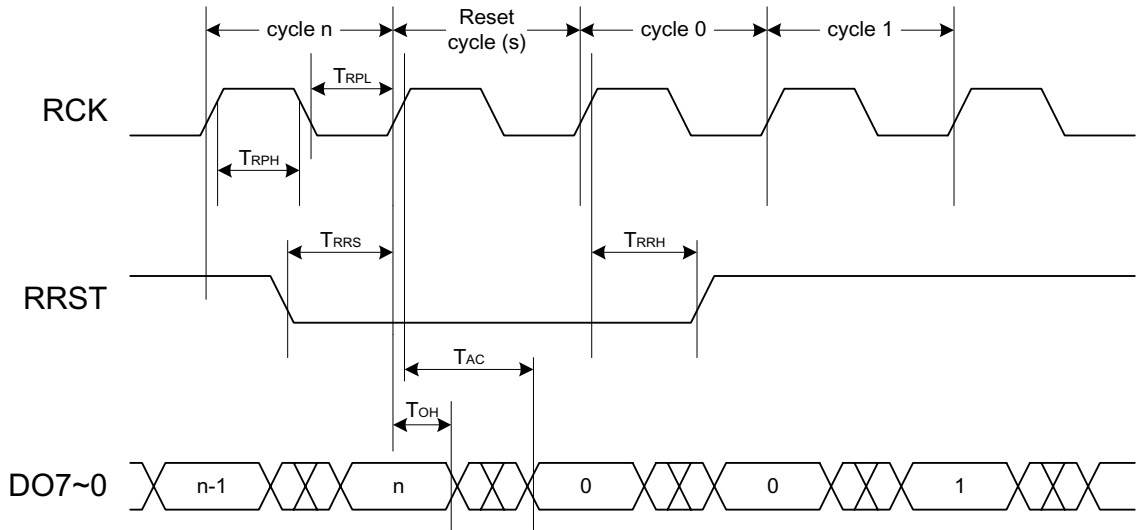 cycle n
Reset
cycle (s)
cycle 0
cycle 1
TRPL
RCK
TRPH
TRRS
TRRH
RRST
TAC
TOH
DO7~0
n-1
n
0
0
1